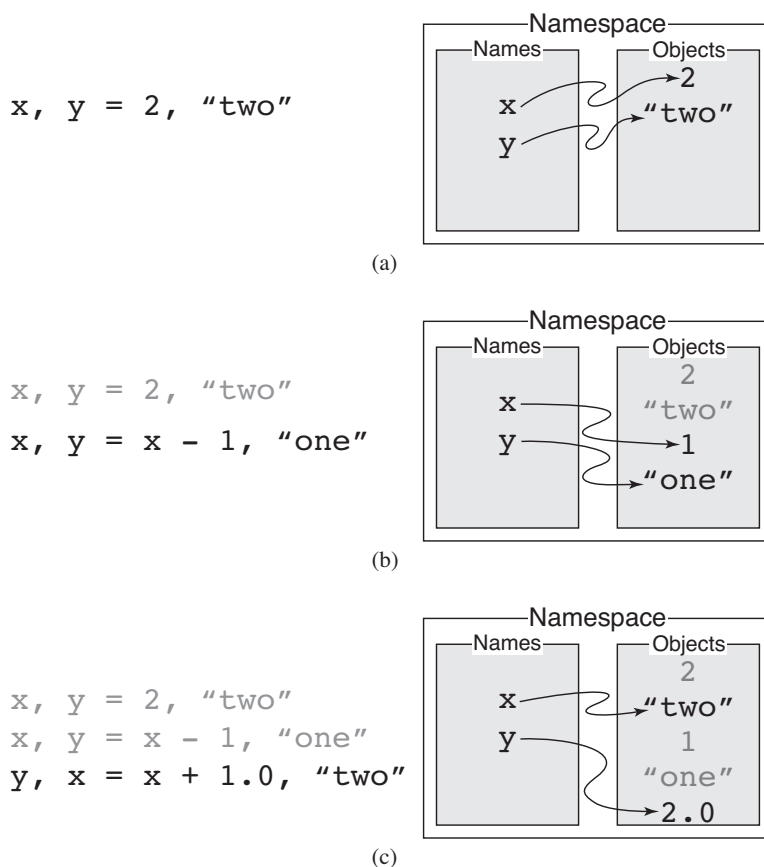 Namespace
Names Objects
x, y = 2, “two”
x 2
y “two”
(a)
Namespace
Names Objects
x, y = 2, “two”
x, y = x - 1, “one”
x 2
y “two”
1
“one”
(b)
Namespace
Names Objects
x, y = 2, “two”
x, y = x - 1, “one”
y, x = x + 1.0, “two”
x 2
y “two”
1
“one”
2.0
(c)